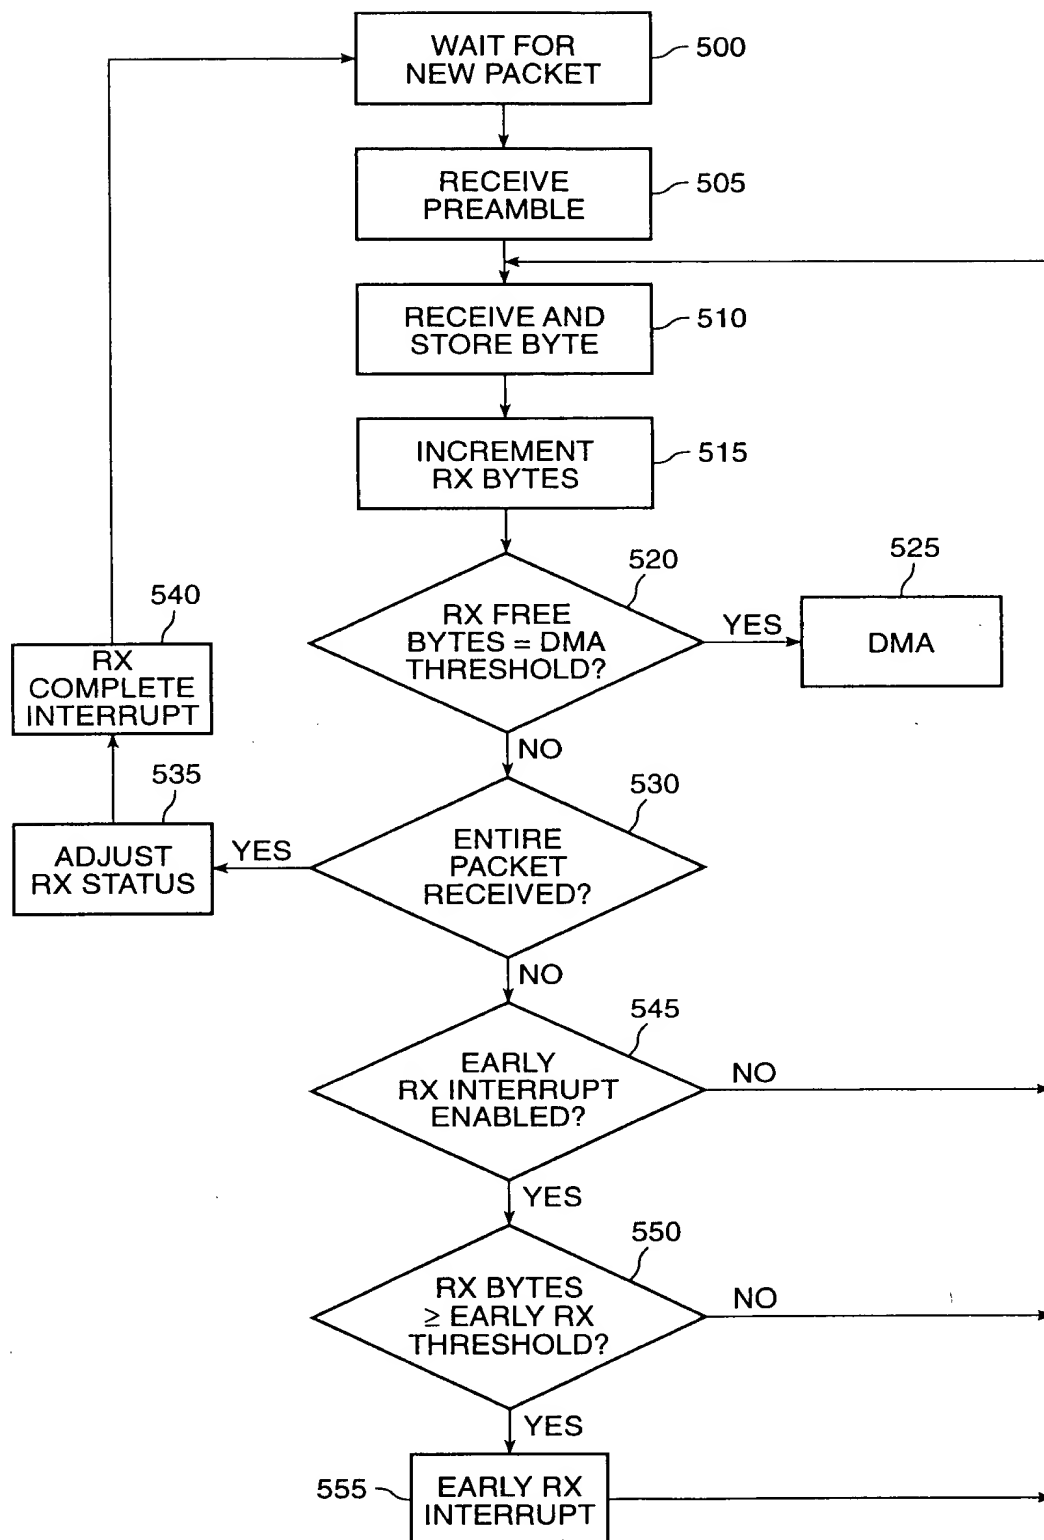 WAIT FOR
NEW PACKET
500
RECEIVE
PREAMBLE
505
RECEIVE AND
STORE BYTE
510
INCREMENT
RX BYTES
515
520
RX FREE
BYTES = DMA
THRESHOLD?
YES
525
DMA
540
RX
COMPLETE
INTERRUPT
NO
535
ADJUST
RX STATUS
YES
530
ENTIRE
PACKET
RECEIVED?
NO
545
EARLY
RX INTERRUPT
ENABLED?
NO
YES
550
RX BYTES
≥ EARLY RX
THRESHOLD?
NO
YES
555
EARLY RX
INTERRUPT